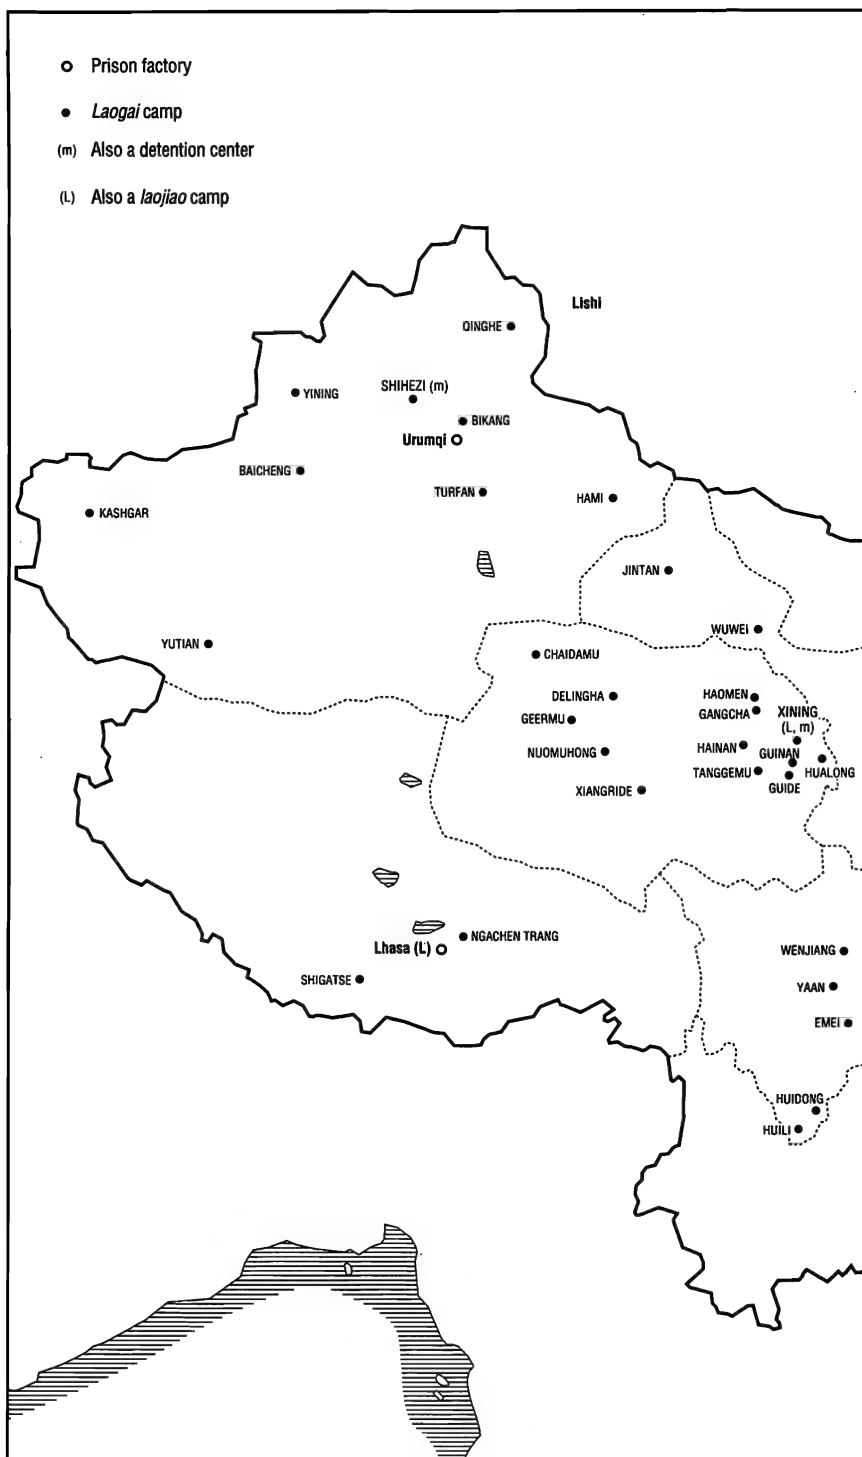 Prison factory
Laogai camp
(m) Also a detention center
(L) Also a laojiao camp
Lishi
QINGHE
SHIHEZI (m)
YINING
BIKANG
Urumqi
BAICHENG
TURFAN
HAMI
KASHGAR
JINTAN
WUWEI
YUTIAN
CHAIDAMU
DELINGHA
HAOMEN
GEERMU
GANGCHA
XINING
(L, m)
NUOMUHONG
HAINAN
GUINAN
TANGGEMU
HUALONG
XIANGRIDE
GUIDE
NGACHEN TRANG
Lhasa (L)
WENJIANG
SHIGATSE
YAAN
EMEI
HUIDONG
HUILI